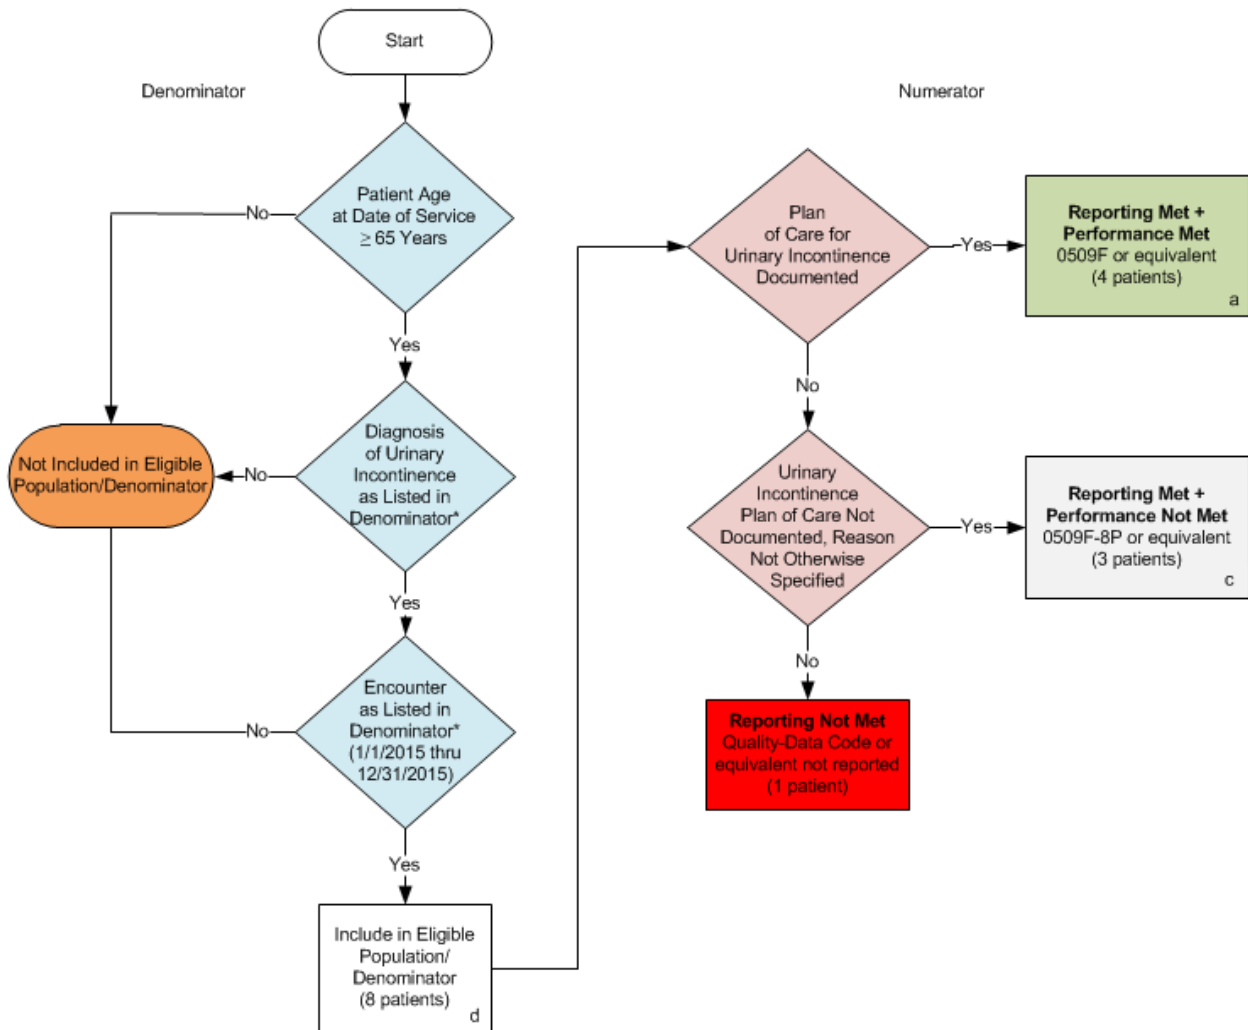 Start
Denominator
Patient Age
at Date of Service
≥ 65 Years
No
Yes
Diagnosis
of Urinary
Incontinence
as Listed in
Denominator*
No
Not Included in Eligible
Population/Denominator
Yes
Encounter
as Listed in
Denominator*
(1/1/2015 thru
12/31/2015)
No
Yes
Include in Eligible
Population/
Denominator
(8 patients)
d
Numerator
Plan
of Care for
Urinary Incontinence
Documented
Yes
Reporting Met +
Performance Met
0509F or equivalent
(4 patients)
a
No
Urinary
Incontinence
Plan of Care Not
Documented, Reason
Not Otherwise
Specified
Yes
Reporting Met +
Performance Not Met
0509F-8P or equivalent
(3 patients)
c
No
Reporting Not Met
Quality-Data Code or
equivalent not reported
(1 patient)